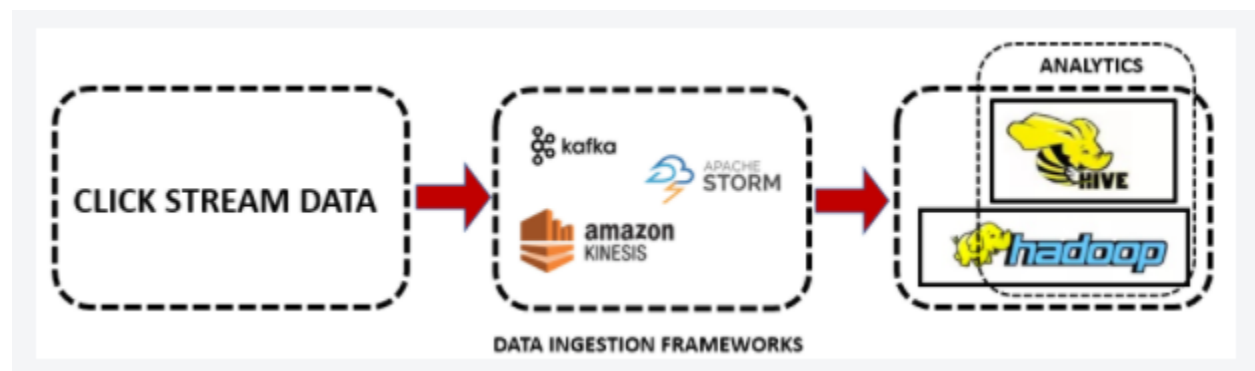 CLICK STREAM DATA
kafka
APACHE
STORM
amazon
KINESIS
DATA INGESTION FRAMEWORKS
ANALYTICS
HIVE
hadoop